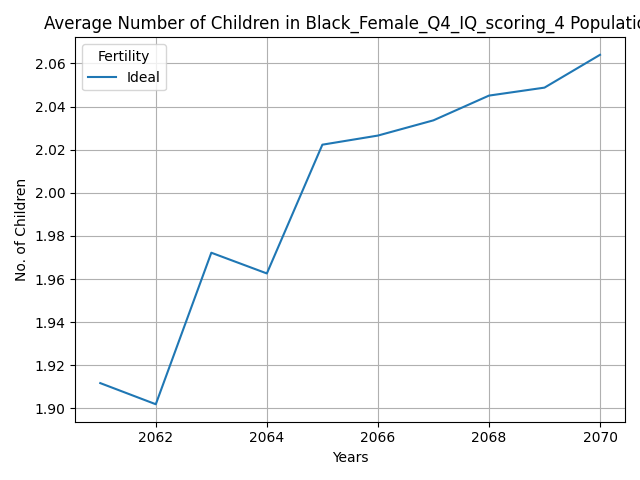 Average Number of Children in Black_Female_Q4_IQ_scoring_4 Populatio
Fertility
Ideal
2.06
2.04
2.02
2.00
1.98
1.96
1.94
1.92
1.90
No. of Children
2062 2064 2066 2068 2070
Years